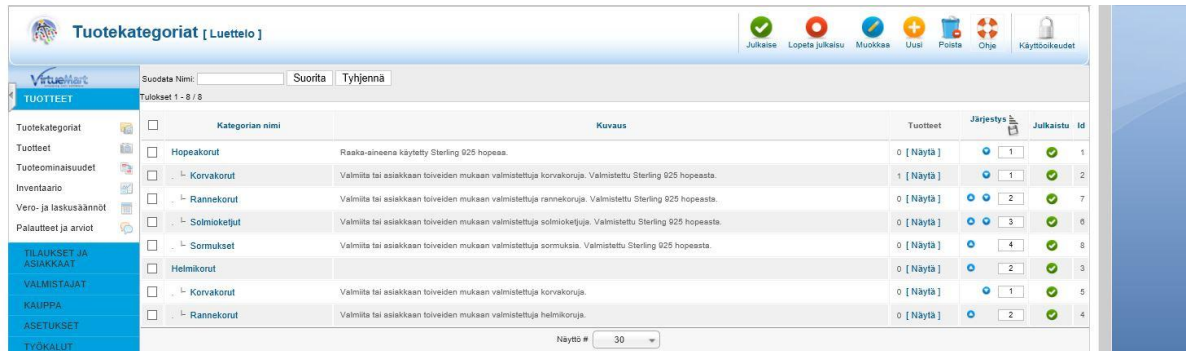 Tuotekategoriat [ Luettelo ]
Julkaise Lopeta julkaisu Muokkaa Uusi Poista Ohje Käyttöoikeudet
VirtueMart
Suodata Nimi: Suorita Tyhjennä
TUOTTEET
Tulokset 1 - 8 / 8
Tuotekategoriat
Tuotteet
Tuoteominaisuudet
Inventaario
Vero- ja laskusäännöt
Palautteet ja arviot
TILAUKSET JA
ASIAKKAAT
VALMISTAJAT
KAUPPA
ASETUKSET
TYÖKALUT
Kategorian nimi Kuvaus Tuotteet Järjestys Julkaistu Id
Hopeakorut Raaka-aineena käytetty Sterling 925 hopeaa. 0 [ Näytä ] 1 1
Korvakorut Valmiita tai asiakkaan toiveiden mukaan valmistettuja korvakoruja. Valmistettu Sterling 925 hopeasta. 1 [ Näytä ] 1 2
Rannekorut Valmiita tai asiakkaan toiveiden mukaan valmistettuja rannekoruja. Valmistettu Sterling 925 hopeasta. 0 [ Näytä ] 2 7
Solmioketjut Valmiita tai asiakkaan toiveiden mukaan valmistettuja solmioketjuja. Valmistettu Sterling 925 hopeasta. 0 [ Näytä ] 3 6
Sormukset Valmiita tai asiakkaan toiveiden mukaan valmistettuja sormuksia. Valmistettu Sterling 925 hopeasta. 0 [ Näytä ] 4 8
Helmikorut 0 [ Näytä ] 2 3
Korvakorut Valmiita tai asiakkaan toiveiden mukaan valmistettuja korvakoruja. 0 [ Näytä ] 1 5
Rannekorut Valmiita tai asiakkaan toiveiden mukaan valmistettuja helmikoruja. 0 [ Näytä ] 2 4
Näyttö # 30